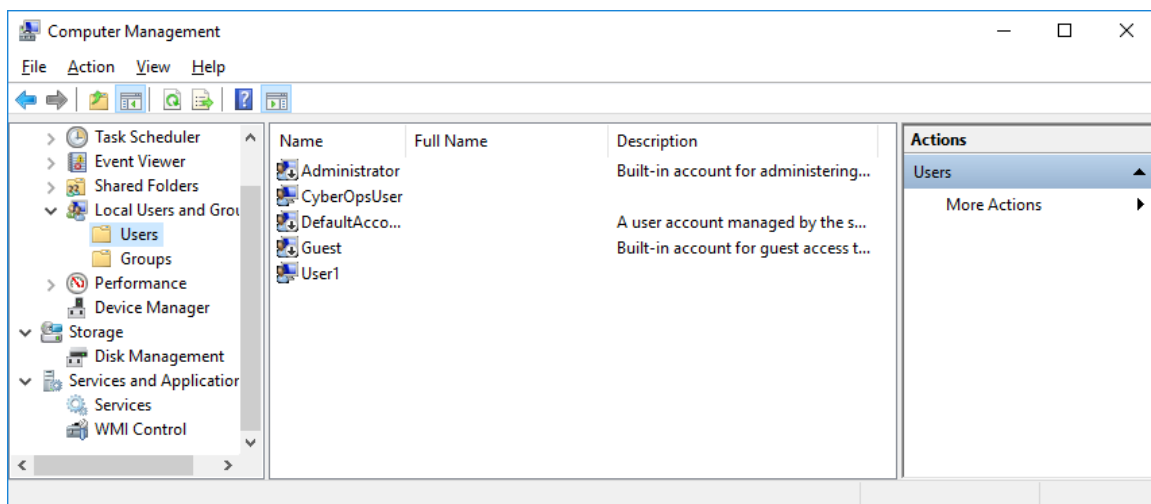 Computer Management
File Action View Help
Task Scheduler
Event Viewer
Shared Folders
Local Users and Grou
Users
Groups
Performance
Device Manager
Storage
Disk Management
Services and Application
Services
WMI Control
Name Full Name Description
Administrator Built-in account for administering...
CyberOpsUser
DefaultAcco... A user account managed by the s...
Guest Built-in account for guest access t...
User1
Actions
Users
More Actions